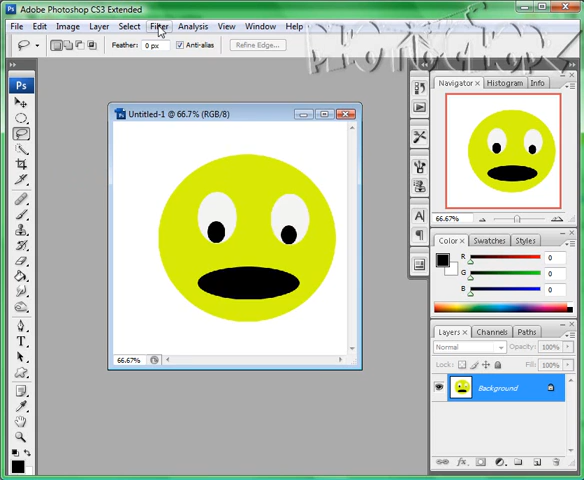 Adobe Photoshop CS3 Extended
File Edit Image Layer Select Filter Analysis View Window Help
Feather: 0 px Anti-alias Refine Edge...
Ps
Untitled-1 @ 66.7% (RGB/8)
66.67%
Navigator Histogram Info
66.67%
Color Swatches Styles
R 0
G 0
B 0
Layers Channels Paths
Normal Opacity: 100%
Lock: Fill: 100%
Background